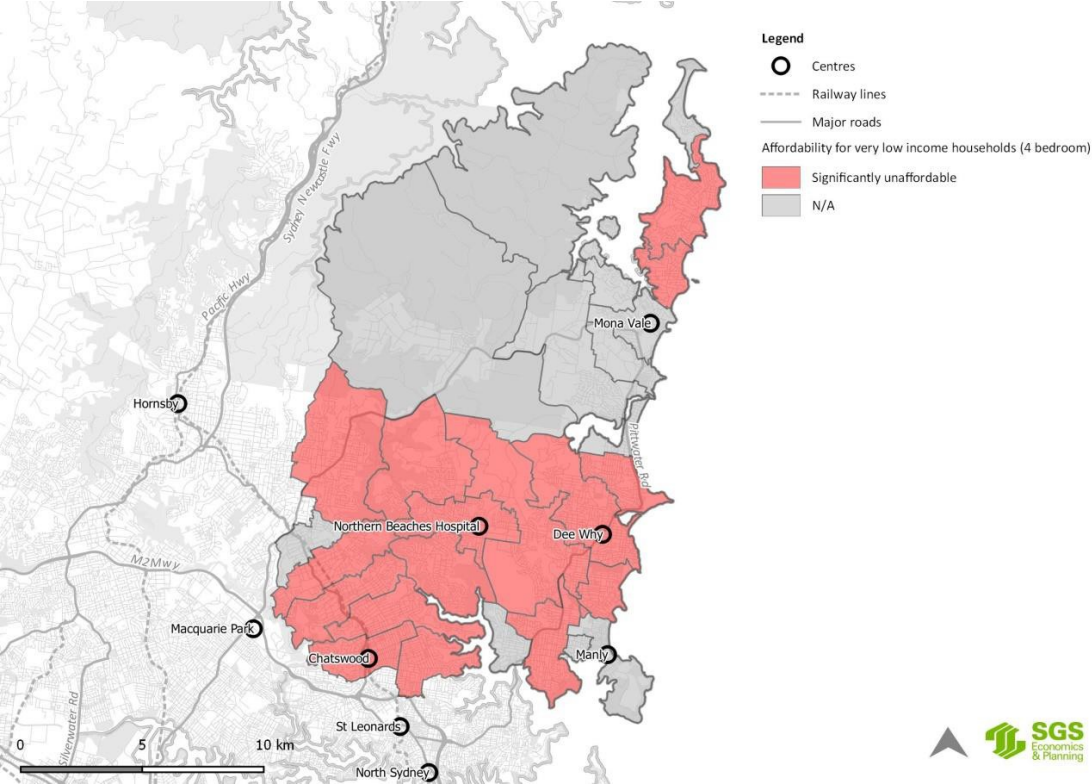 Legend
Centres
Railway lines
Major roads
Affordability for very low income households (4 bedroom)
Significantly unaffordable
N/A
Sydney Newcastle Fwy
Pacific Hwy
Mona Vale
Hornsby
Pittwater Rd
Northern Beaches Hospital
Dee Why
M2Mwy
Macquarie Park
Chatswood
Manly
Silverwater Rd
St Leonards
North Sydney
0 5 10 km
SGS
Economics
& Planning